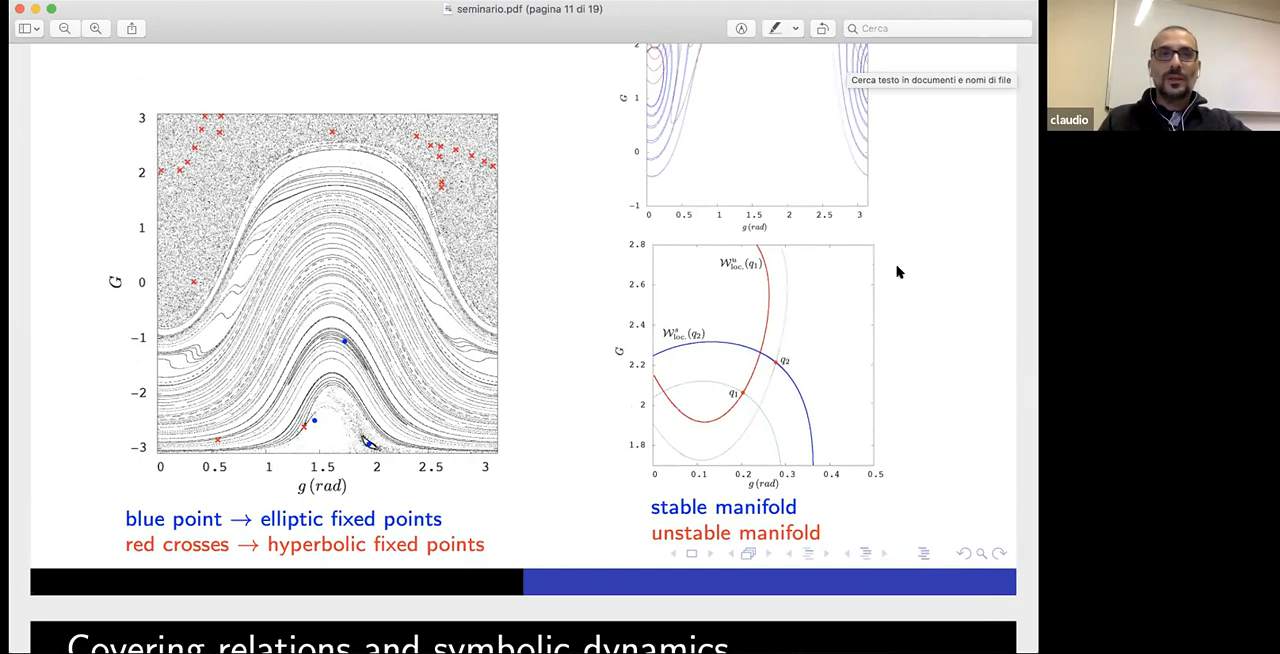 seminario.pdf (pagina 11 di 19)
Cerca
Cerca testo in documenti e nomi di file
claudio
3
2
1
0
−1
−2
−3
G
0 0.5 1 1.5 2 2.5 3
g (rad)
blue point → elliptic fixed points
red crosses → hyperbolic fixed points
2
1
0
−1
G
0 0.5 1 1.5 2 2.5 3
g (rad)
2.8
2.6
2.4
2.2
2
1.8
G
W^u_loc.(q₁)
W^s_loc.(q₂)
q₂
q₁
0 0.1 0.2 0.3 0.4 0.5
g (rad)
stable manifold
unstable manifold
Covering relations and symbolic dynamics